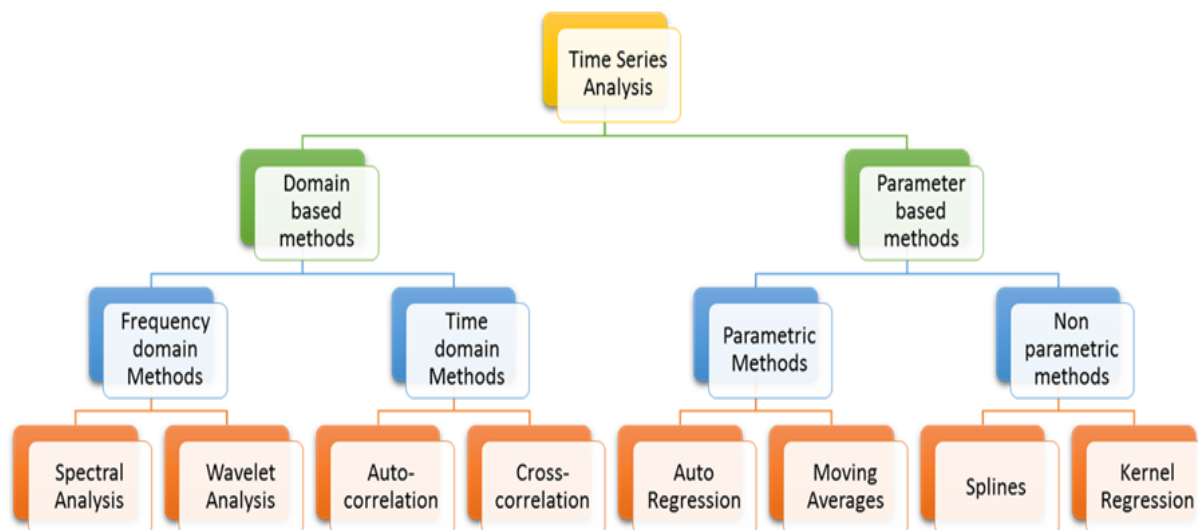 Time Series
Analysis
Domain
based
methods
Parameter
based
methods
Frequency
domain
Methods
Time
domain
Methods
Parametric
Methods
Non
parametric
methods
Spectral
Analysis
Wavelet
Analysis
Auto-
correlation
Cross-
correlation
Auto
Regression
Moving
Averages
Splines
Kernel
Regression